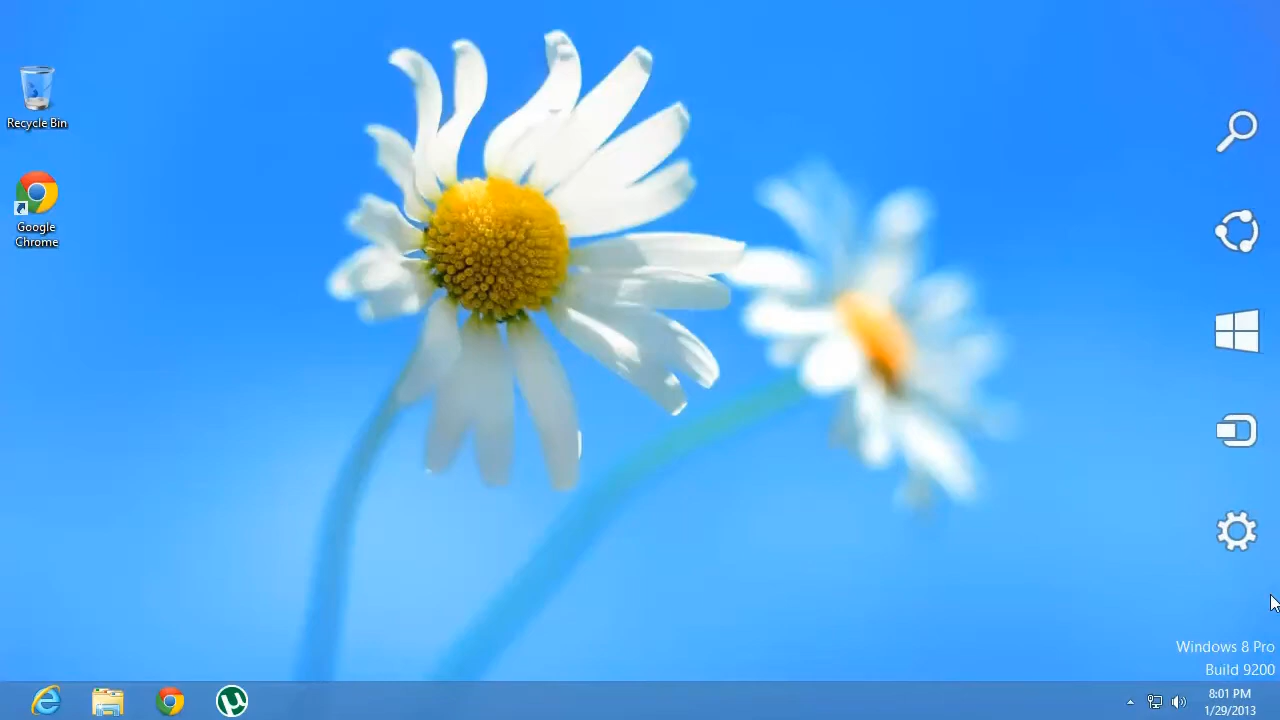 Recycle Bin
Google
Chrome
Windows 8 Pro
Build 9200
8:01 PM
1/29/2013